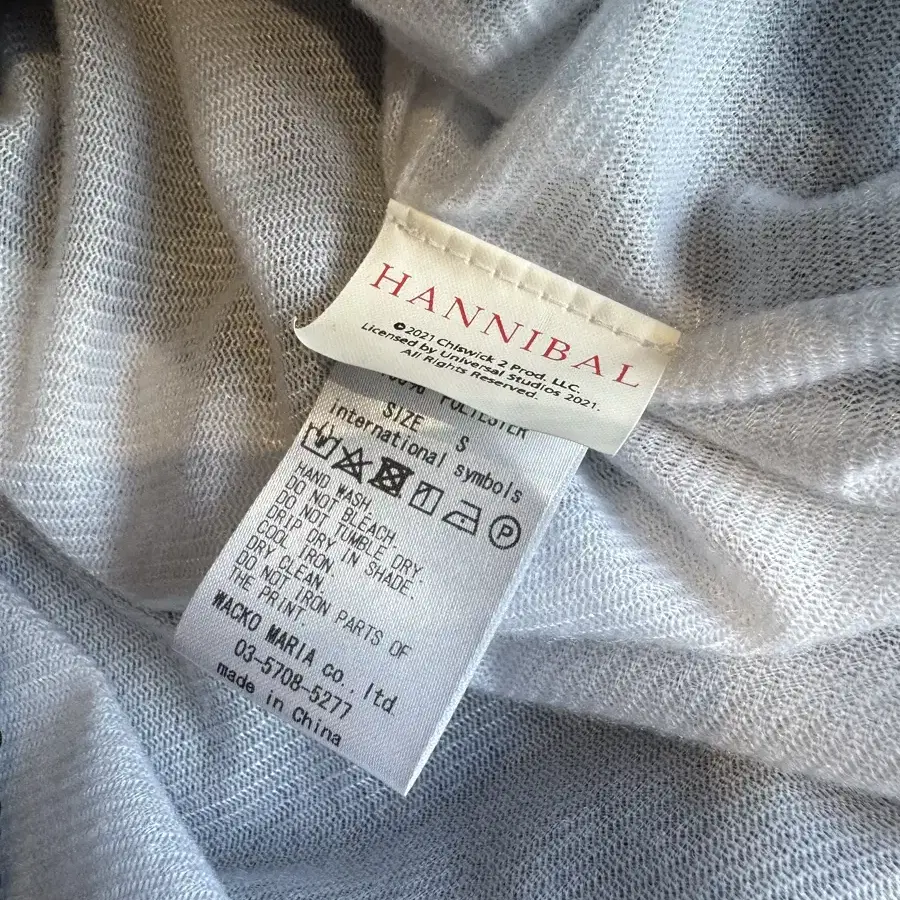 HANNIBAL
©2021 Chiswick 2 Prod. LLC.
Licensed by Universal Studios 2021.
All Rights Reserved.
POLYESTER
SIZE S
international symbols
P
HAND WASH.
DO NOT BLEACH.
DO NOT TUMBLE DRY.
DRIP DRY IN SHADE.
COOL IRON.
DRY CLEAN.
DO NOT IRON PARTS OF
THE PRINT.
WACKO MARIA co., ltd.
03-5708-5277
made in China